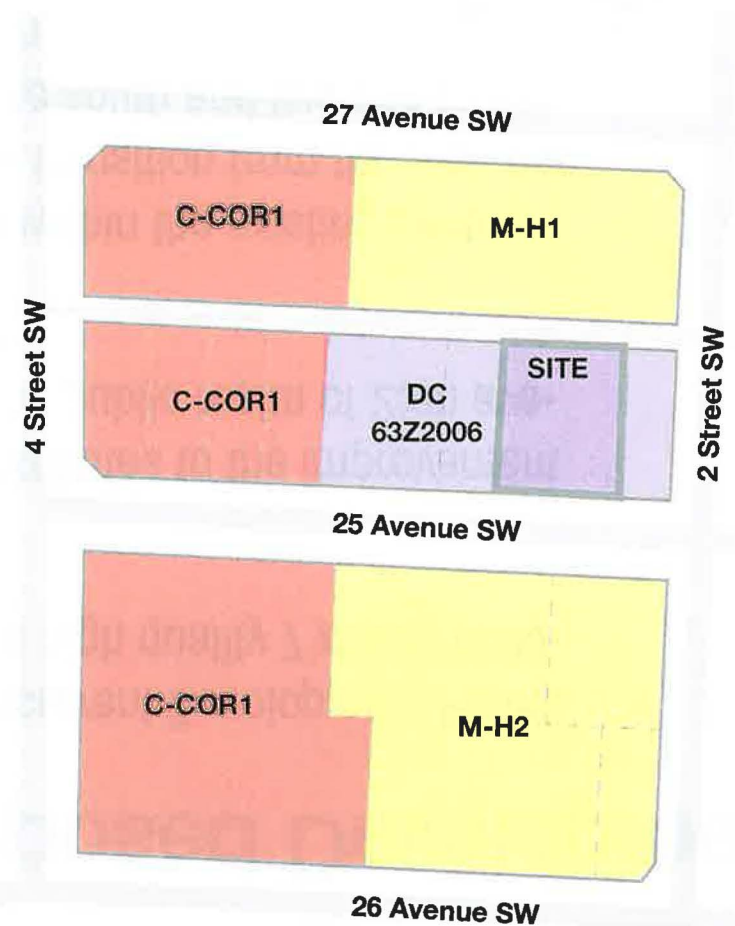 27 Avenue SW
C-COR1
M-H1
4 Street SW
C-COR1
DC
63Z2006
SITE
2 Street SW
25 Avenue SW
C-COR1
M-H2
26 Avenue SW